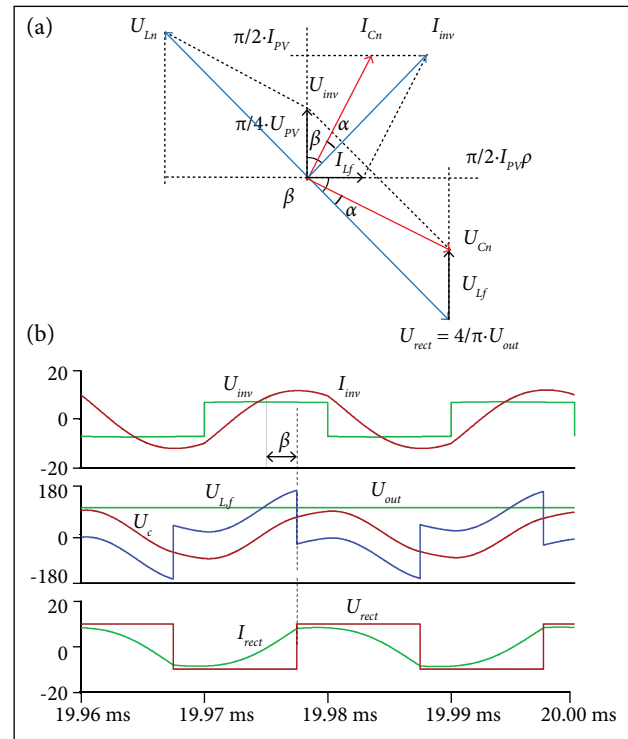 (a)
U_Ln π/2·I_PV I_Cn I_inv
U_inv
π/4·U_PV β α
I_Lf π/2·I_PVρ
β α
U_Cn
U_Lf
U_rect = 4/π·U_out
(b)
20 U_inv I_inv
0
β
-20
180 U_L,f U_out
U_c
0
-180
20 U_rect
I_rect
0
-20
19.96 ms 19.97 ms 19.98 ms 19.99 ms 20.00 ms